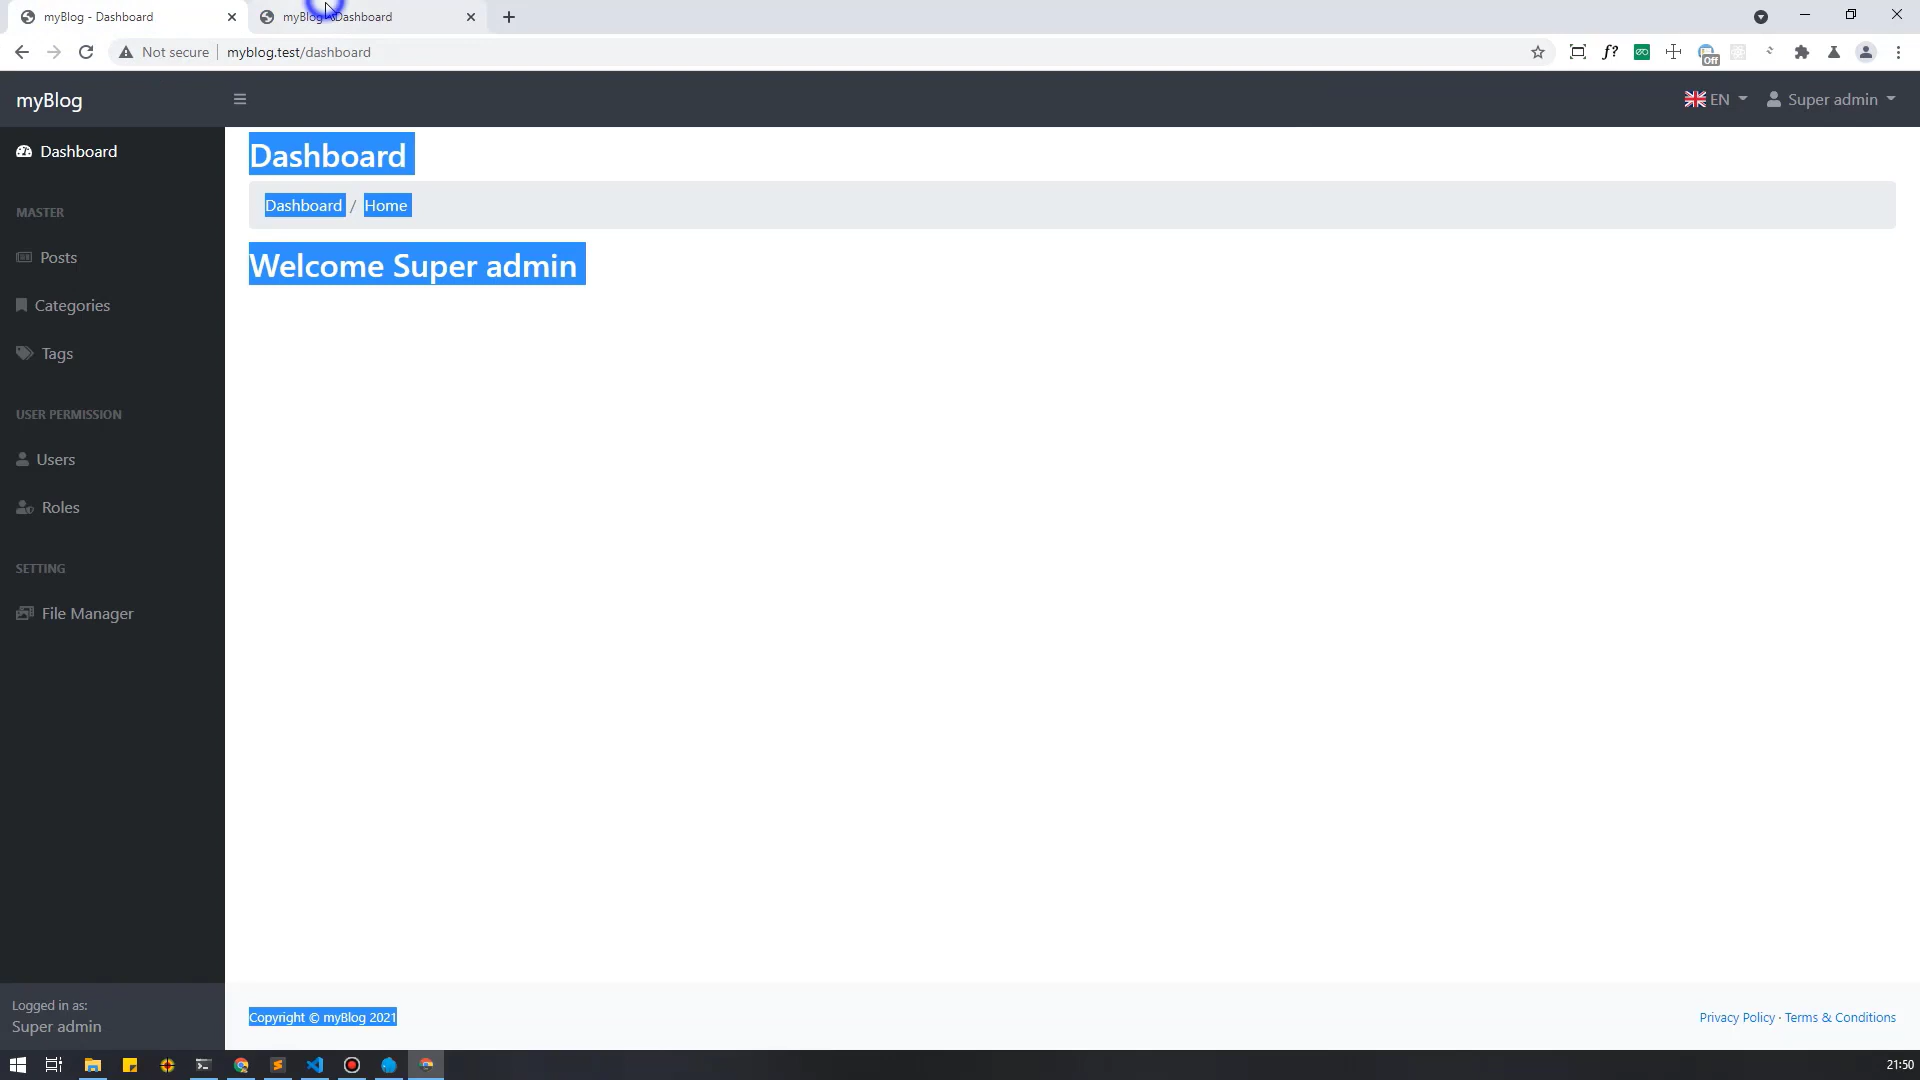 myBlog - Dashboard
myBlog - Dashboard
Not secure
myblog.test/dashboard
f?
Off
myBlog
EN
Super admin
Dashboard
MASTER
Posts
Categories
Tags
USER PERMISSION
Users
Roles
SETTING
File Manager
Logged in as:
Super admin
Dashboard
Dashboard / Home
Welcome Super admin
Copyright © myBlog 2021
Privacy Policy · Terms & Conditions
21:50